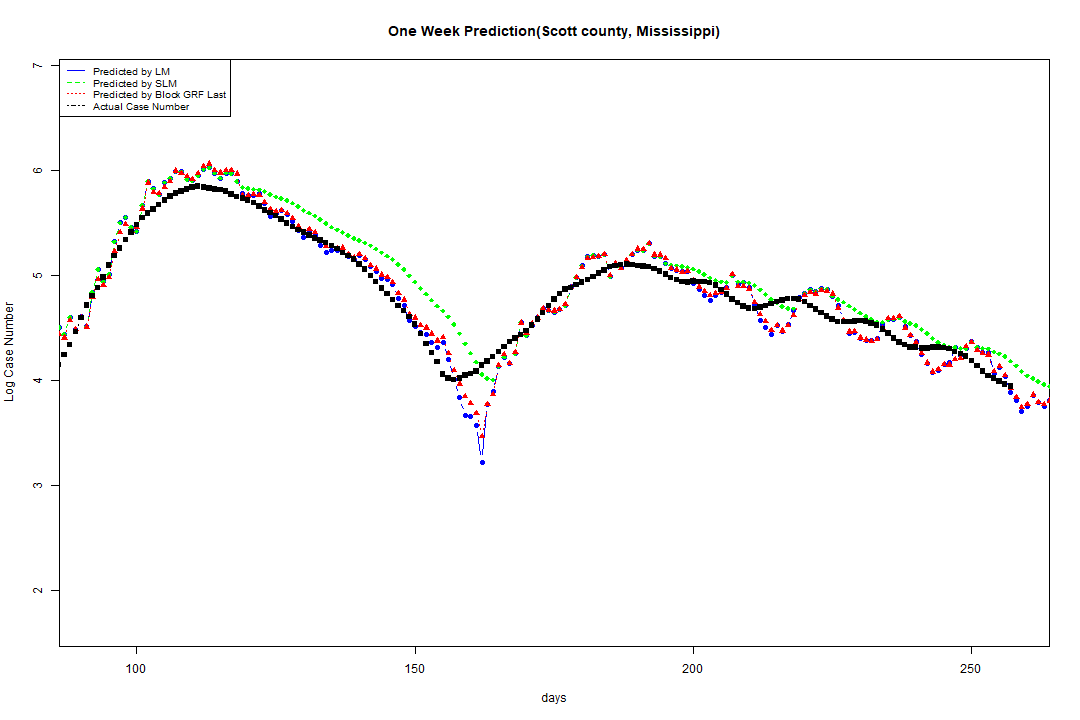 One Week Prediction(Scott county, Mississippi)
Predicted by LM
Predicted by SLM
Predicted by Block GRF Last
Actual Case Number
Log Case Number
7
6
5
4
3
2
100 150 200 250
days